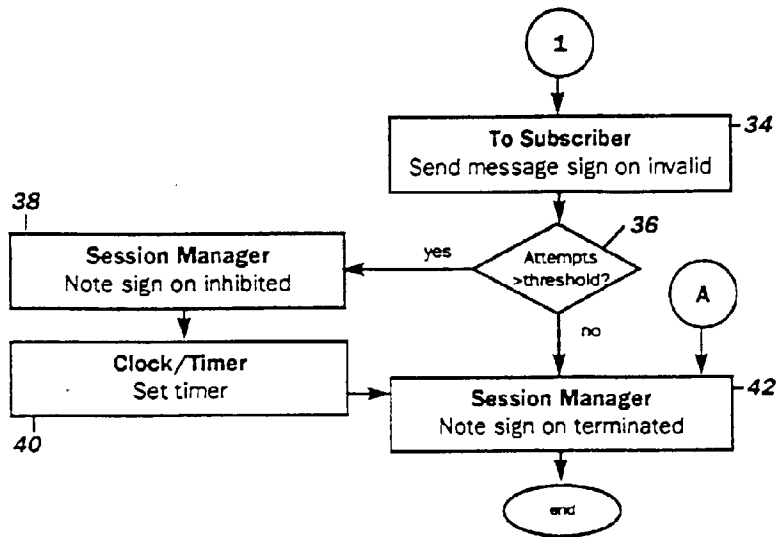 1
To Subscriber
Send message sign on invalid
34
36
Attempts
>threshold?
yes
38
Session Manager
Note sign on inhibited
A
no
Clock/Timer
Set timer
40
Session Manager
Note sign on terminated
42
end